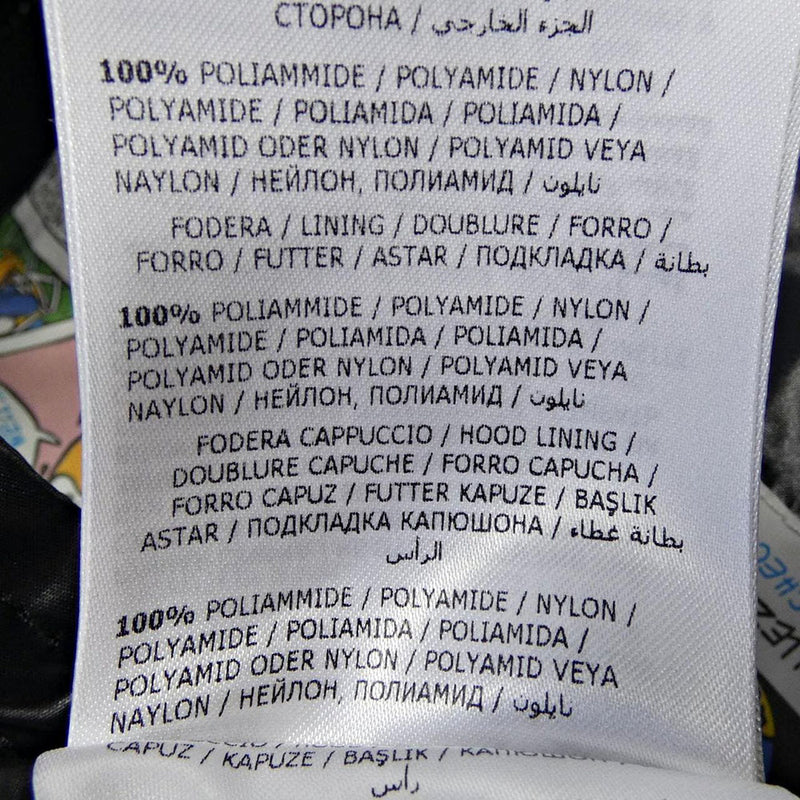 СТОРОНА / الجزء الخارجي
100% POLIAMMIDE / POLYAMIDE / NYLON /
POLYAMIDE / POLIAMIDA / POLIAMIDA /
POLYAMID ODER NYLON / POLYAMID VEYA
NAYLON / НЕЙЛОН, ПОЛИАМИД / نايلون
FODERA / LINING / DOUBLURE / FORRO /
FORRO / FUTTER / ASTAR / ПОДКЛАДКА / بطانة
100% POLIAMMIDE / POLYAMIDE / NYLON /
POLYAMIDE / POLIAMIDA / POLIAMIDA /
POLYAMID ODER NYLON / POLYAMID VEYA
NAYLON / НЕЙЛОН, ПОЛИАМИД / نايلون
FODERA CAPPUCCIO / HOOD LINING /
DOUBLURE CAPUCHE / FORRO CAPUCHA /
FORRO CAPUZ / FUTTER KAPUZE / BAŞLIK
ASTAR / ПОДКЛАДКА КАПЮШОНА / بطانة غطاء
الرأس
100% POLIAMMIDE / POLYAMIDE / NYLON /
POLYAMIDE / POLIAMIDA / POLIAMIDA /
POLYAMID ODER NYLON / POLYAMID VEYA
NAYLON / НЕЙЛОН, ПОЛИАМИД / نايلون
CAPUZ / KAPUZE / BAŞLIK /
رأس